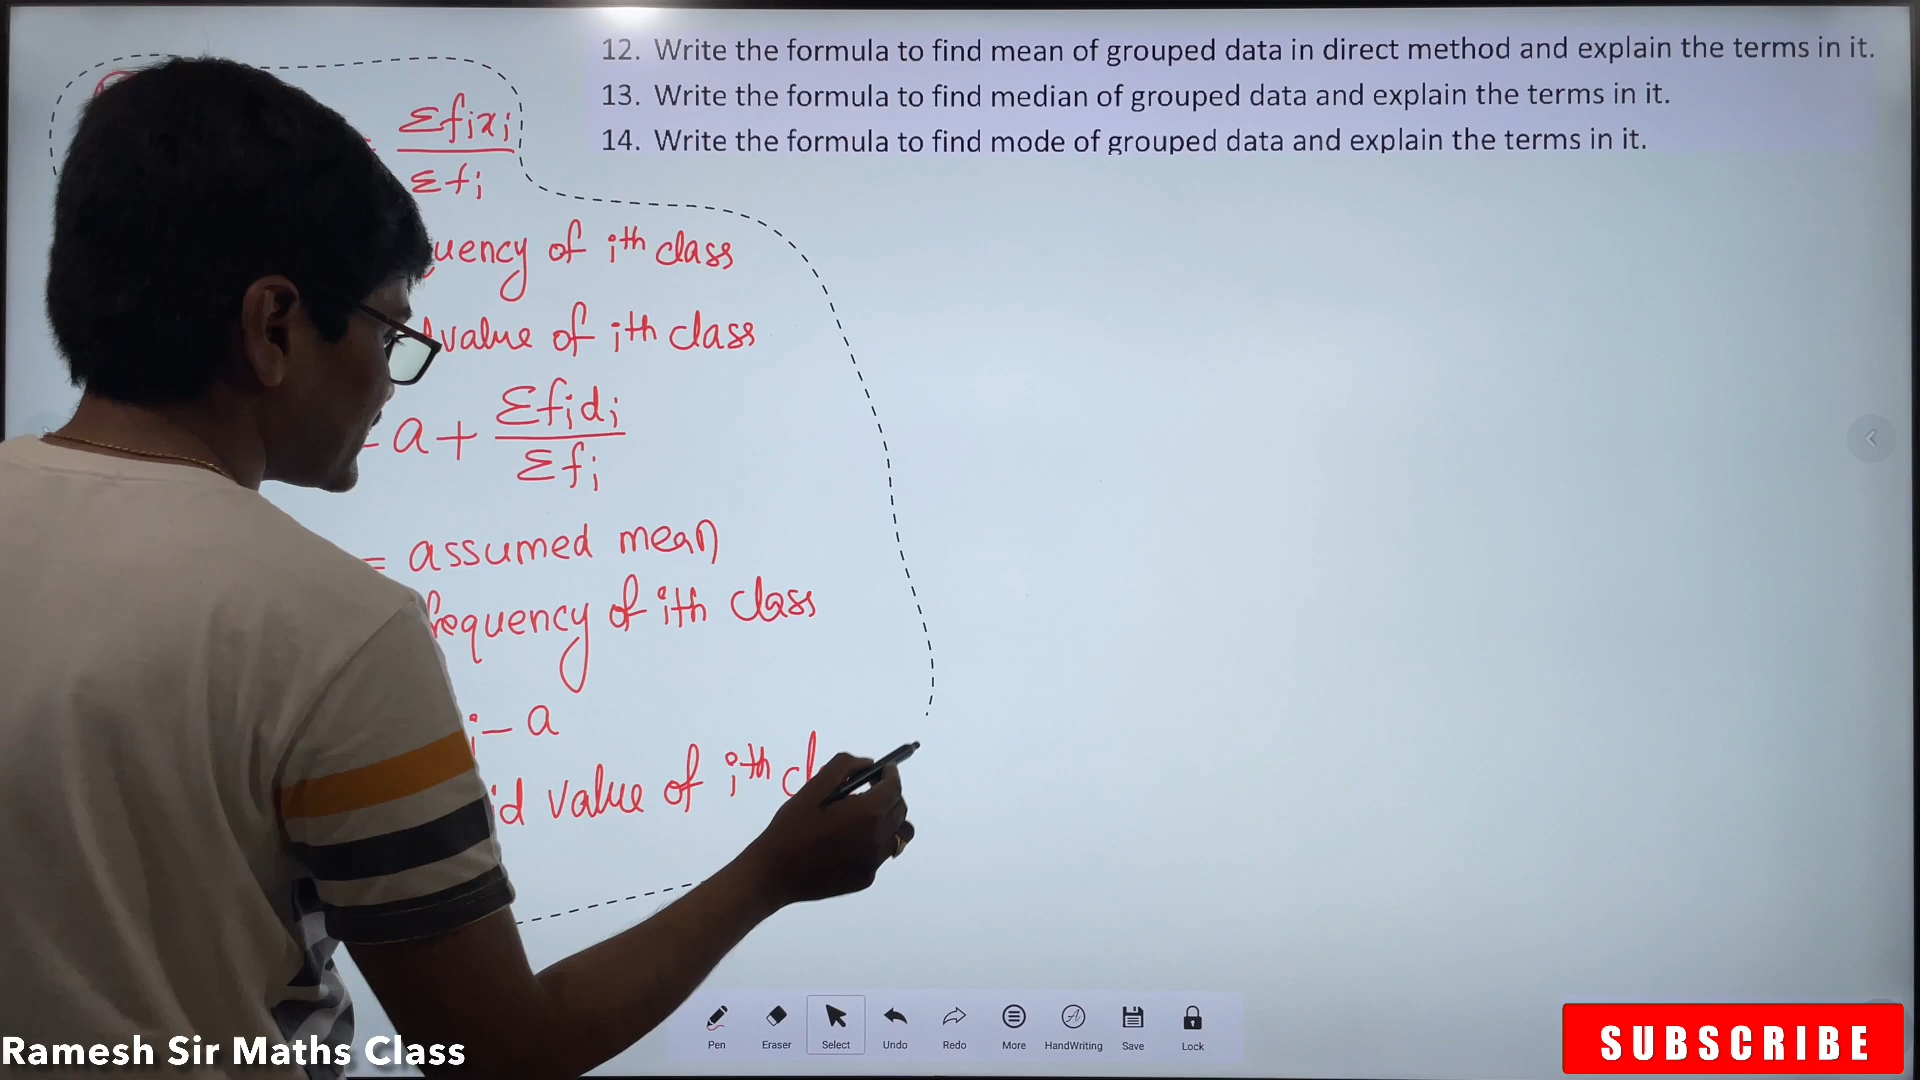 12. Write the formula to find mean of grouped data in direct method and explain the terms in it.
13. Write the formula to find median of grouped data and explain the terms in it.
14. Write the formula to find mode of grouped data and explain the terms in it.
Σfᵢxᵢ
Σfᵢ
uency of ith class
value of ith class
- a + Σfᵢdᵢ
Σfᵢ
= assumed mean
frequency of ith class
i - a
id value of ith cl
Pen Eraser Select Undo Redo More HandWriting Save Lock
Ramesh Sir Maths Class
SUBSCRIBE